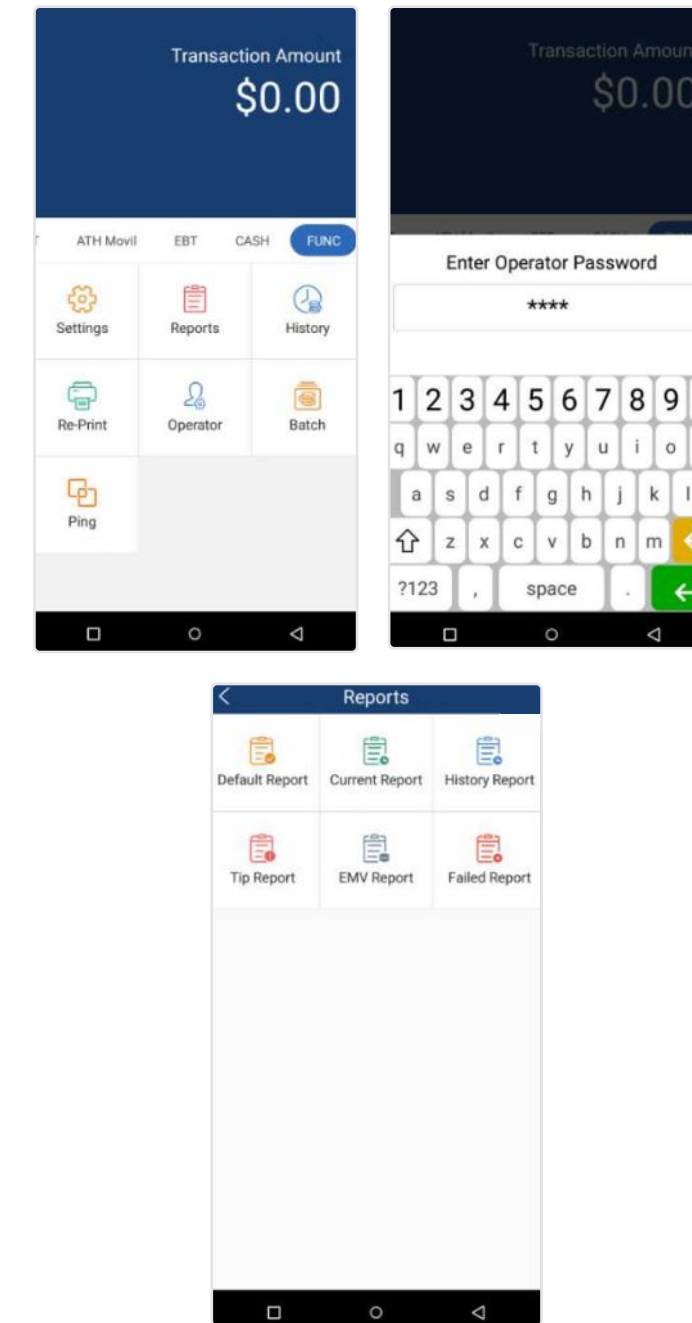 Transaction Amount
$0.00
ATH Movil EBT CASH FUNC
Settings Reports History
Re-Print Operator Batch
Ping
Transaction Amoun
$0.00
Enter Operator Password
****
1 2 3 4 5 6 7 8 9
q w e r t y u i o
a s d f g h j k l
z x c v b n m
?123 , space .
Reports
Default Report Current Report History Report
Tip Report EMV Report Failed Report